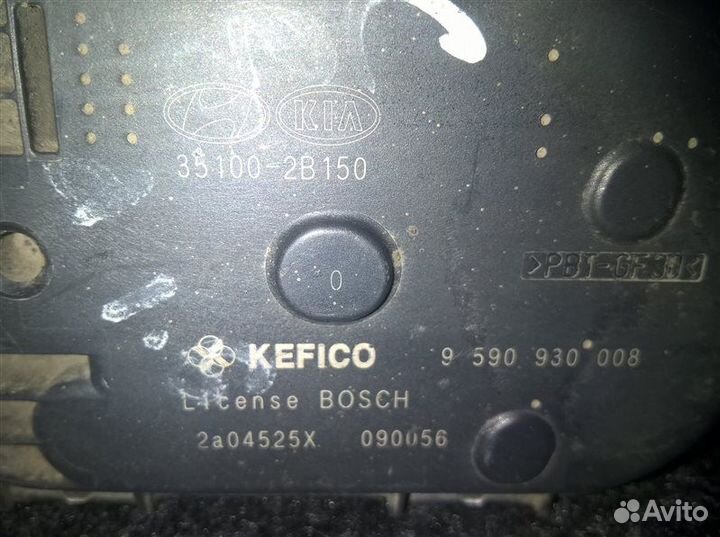 KIA
35100-2B150
>PBT-GF30<
0
KEFICO 9 590 930 008
License BOSCH
2a04525X 090056
Avito